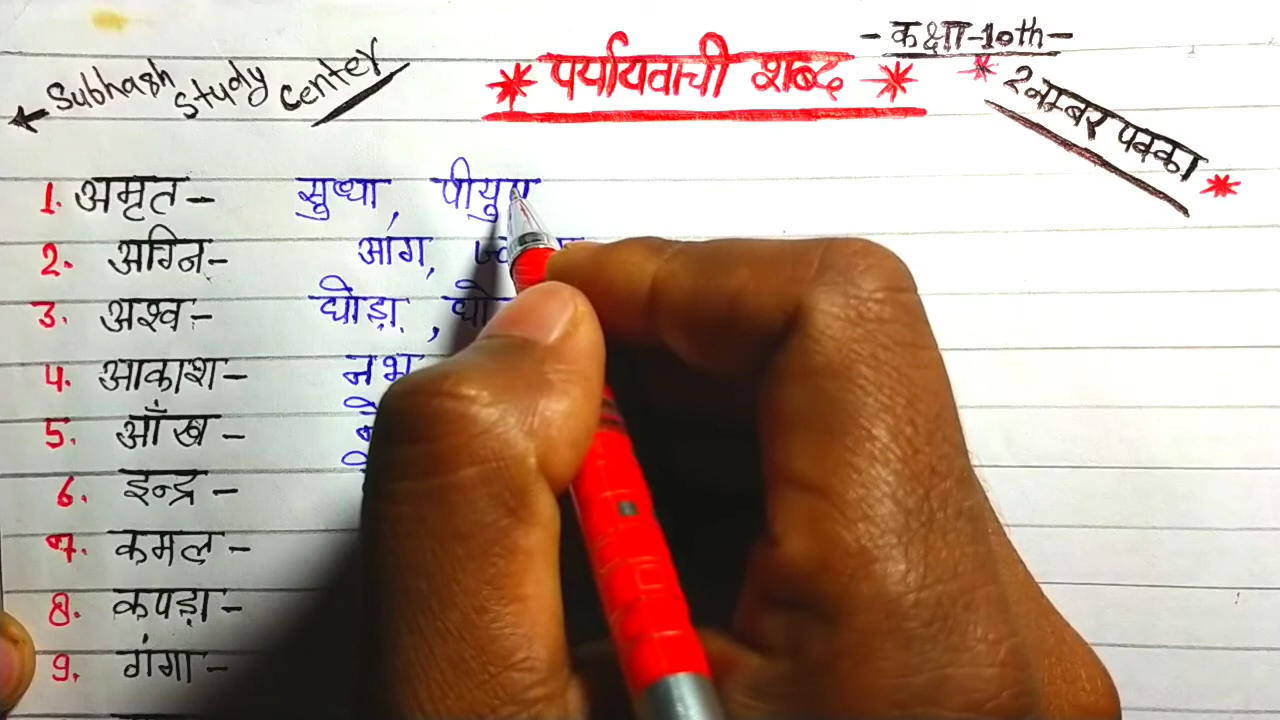 - कक्षा-10th-
* पर्यायवाची शब्द *
* 2 नम्बर पक्का *
← Subhash Study Center
1. अमृत - सुधा, पीयुष
2. अग्नि - आंग,
3. अश्व - घोड़ा,
4. आकाश - नभ
5. आँख -
6. इन्द्र -
7. कमल -
8. कपड़ा -
9. गंगा -